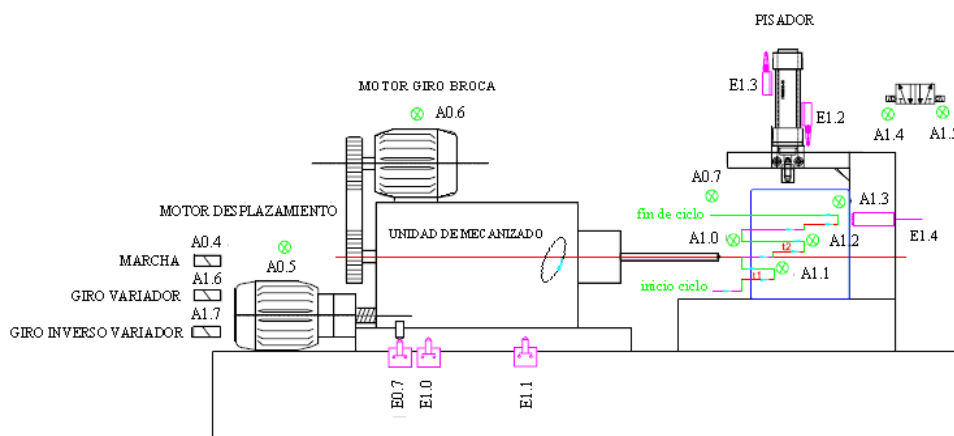 PISADOR
E1.3
MOTOR GIRO BROCA
A0.6
E1.2
A1.4
A0.7
MOTOR DESPLAZAMIENTO
A1.3
fin de ciclo
A0.4
UNIDAD DE MECANIZADO
A1.0
t2
A1.2
E1.4
MARCHA
A0.5
A1.6
A1.1
t1
GIRO VARIADOR
inicio ciclo
A1.7
GIRO INVERSO VARIADOR
E0.7
E1.0
E1.1